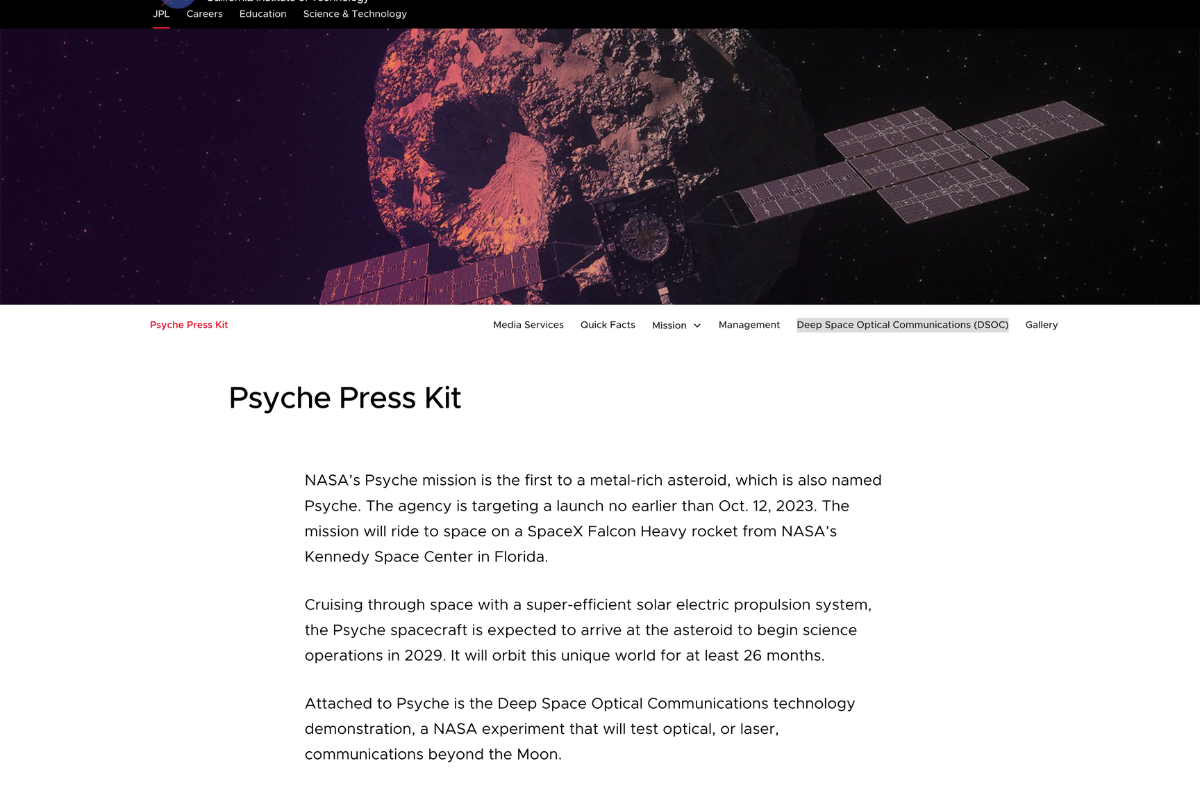 California Institute of Technology
JPL Careers Education Science & Technology
Psyche Press Kit Media Services Quick Facts Mission Management Deep Space Optical Communications (DSOC) Gallery
Psyche Press Kit
NASA’s Psyche mission is the first to a metal-rich asteroid, which is also named
Psyche. The agency is targeting a launch no earlier than Oct. 12, 2023. The
mission will ride to space on a SpaceX Falcon Heavy rocket from NASA’s
Kennedy Space Center in Florida.
Cruising through space with a super-efficient solar electric propulsion system,
the Psyche spacecraft is expected to arrive at the asteroid to begin science
operations in 2029. It will orbit this unique world for at least 26 months.
Attached to Psyche is the Deep Space Optical Communications technology
demonstration, a NASA experiment that will test optical, or laser,
communications beyond the Moon.